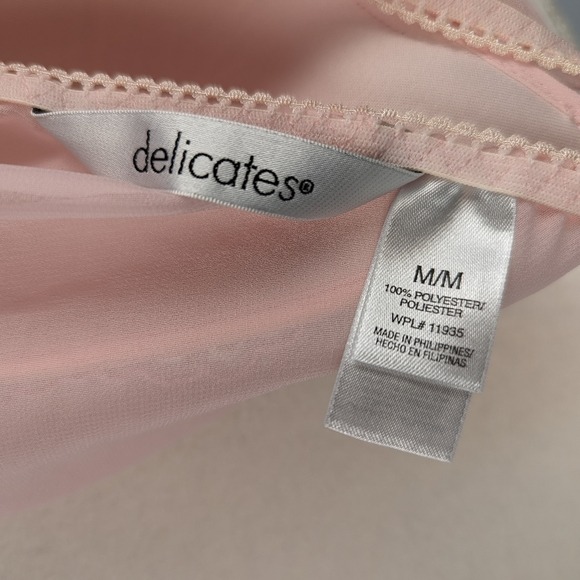 delicates®
M/M
100% POLYESTER/
POLIESTER
WPL# 11935
MADE IN PHILIPPINES/
HECHO EN FILIPINAS